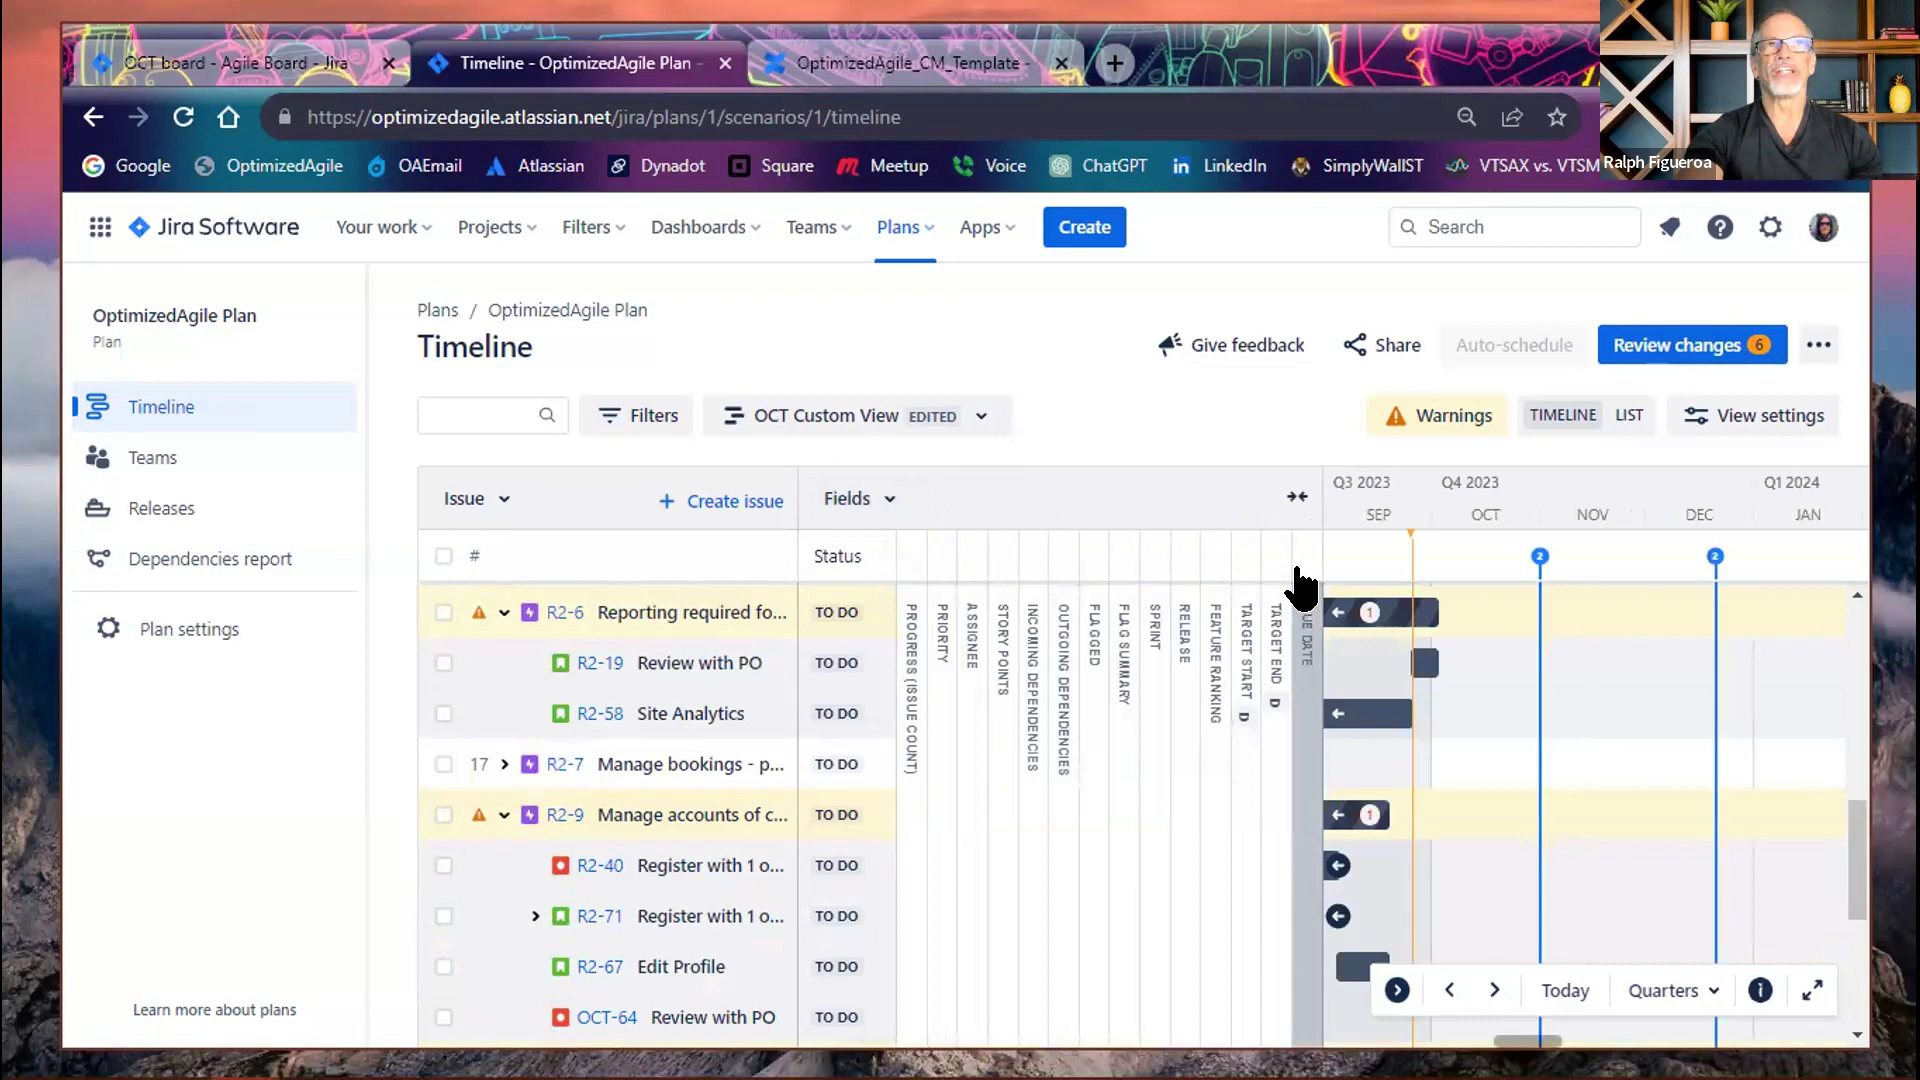 OCT board - Agile Board - Jira
Timeline - OptimizedAgile Plan -
OptimizedAgile_CM_Template -
https://optimizedagile.atlassian.net/jira/plans/1/scenarios/1/timeline
Google
OptimizedAgile
OAEmail
Atlassian
Dynadot
Square
Meetup
Voice
ChatGPT
LinkedIn
SimplyWallST
VTSAX vs. VTSM
Ralph Figueroa
Jira Software
Your work
Projects
Filters
Dashboards
Teams
Plans
Apps
Create
Search
OptimizedAgile Plan
Plan
Timeline
Teams
Releases
Dependencies report
Plan settings
Learn more about plans
Plans / OptimizedAgile Plan
Timeline
Give feedback
Share
Auto-schedule
Review changes 6
Filters
OCT Custom View EDITED
Warnings
TIMELINE
LIST
View settings
Issue
+ Create issue
Fields
Q3 2023
Q4 2023
Q1 2024
SEP
OCT
NOV
DEC
JAN
#
Status
2
2
PROGRESS (ISSUE COUNT)
PRIORITY
ASSIGNEE
STORY POINTS
INCOMING DEPENDENCIES
OUTGOING DEPENDENCIES
FLAGGED
FLAG SUMMARY
SPRINT
RELEASE
FEATURE RANKING
TARGET START D
TARGET END D
UE DATE
R2-6 Reporting required fo... TO DO 1
R2-19 Review with PO TO DO
R2-58 Site Analytics TO DO
17 R2-7 Manage bookings - p... TO DO
R2-9 Manage accounts of c... TO DO 1
R2-40 Register with 1 o... TO DO
R2-71 Register with 1 o... TO DO
R2-67 Edit Profile TO DO
OCT-64 Review with PO TO DO
Today
Quarters